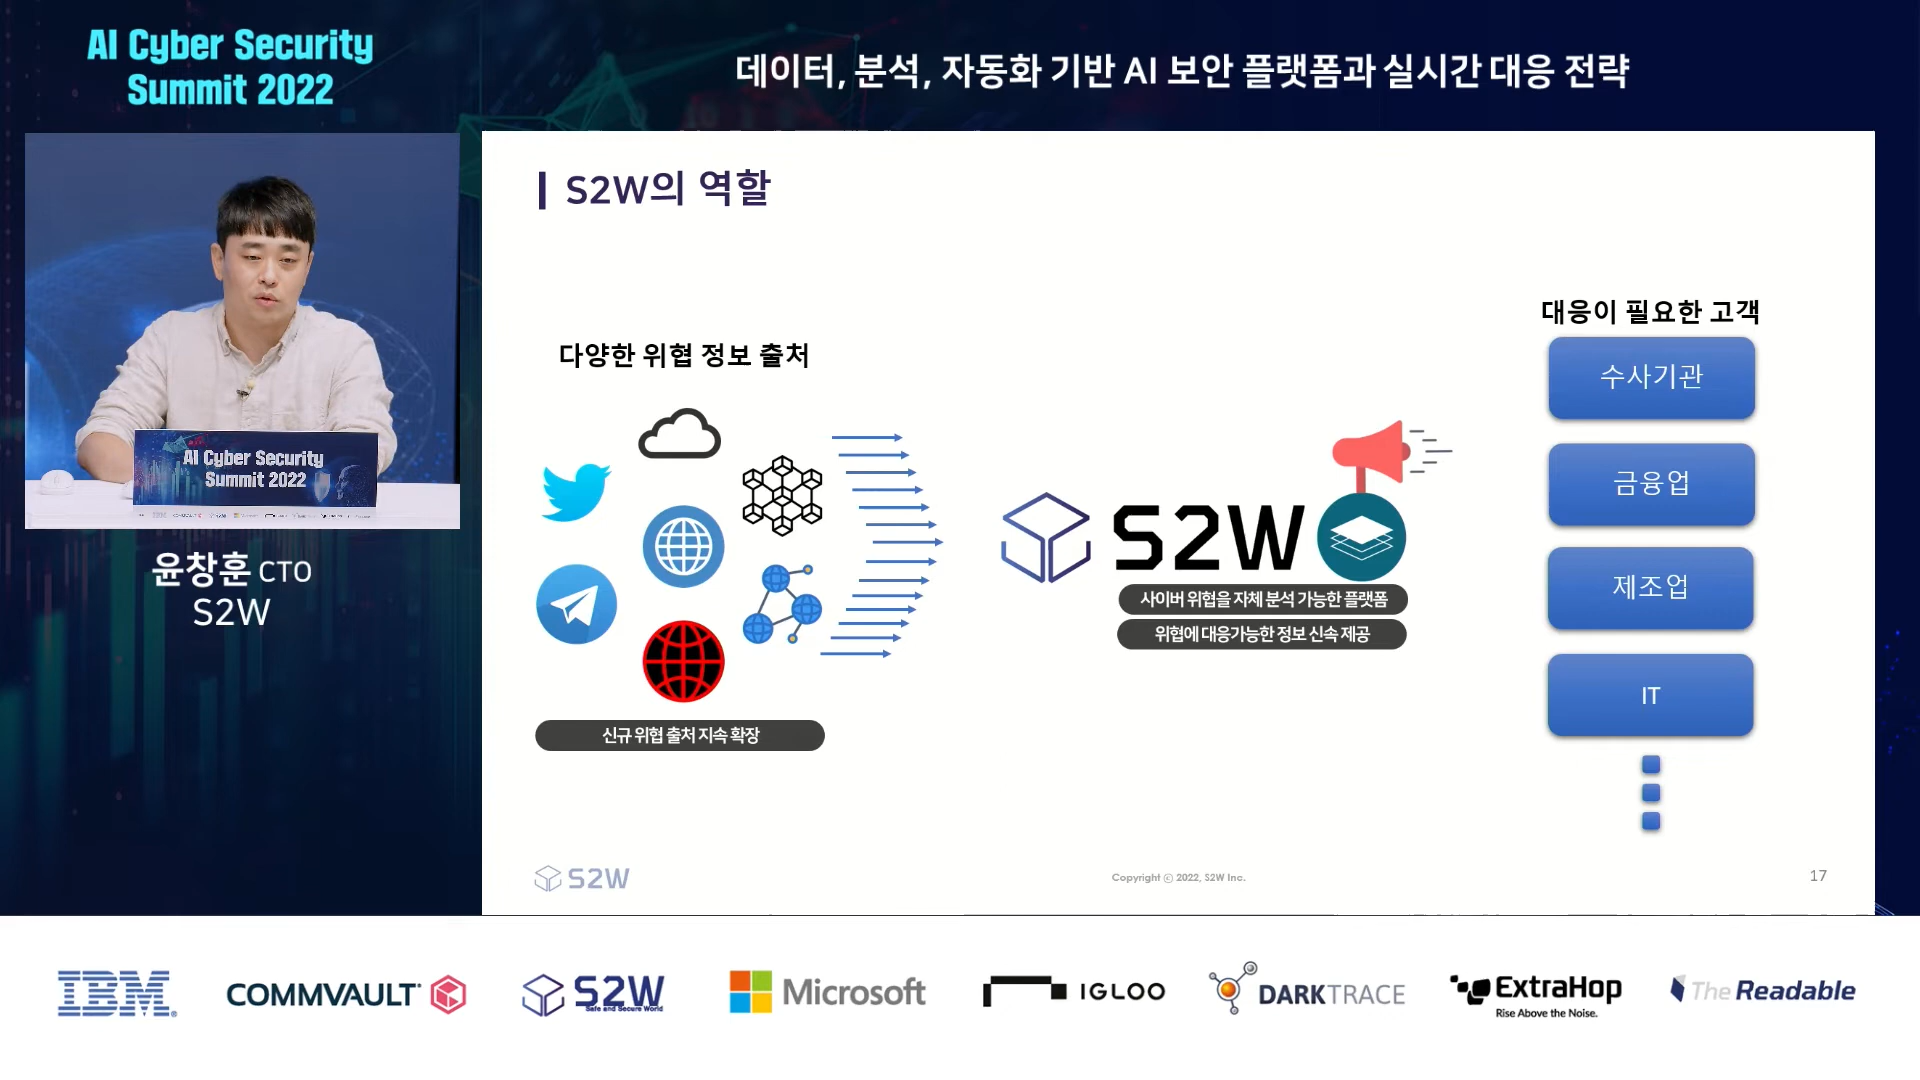 AI Cyber Security
Summit 2022
데이터, 분석, 자동화 기반 AI 보안 플랫폼과 실시간 대응 전략
AI Cyber Security
Summit 2022
윤창훈 CTO
S2W
S2W의 역할
다양한 위협 정보 출처
신규 위협 출처 지속 확장
S2W
사이버 위협을 자체 분석 가능한 플랫폼
위협에 대응가능한 정보 신속 제공
대응이 필요한 고객
수사기관
금융업
제조업
IT
S2W
Copyright ⓒ 2022, S2W Inc.
17
IBM
COMMVAULT
S2W
Safe and Secure World
Microsoft
IGLOO
DARKTRACE
ExtraHop
Rise Above the Noise.
The Readable